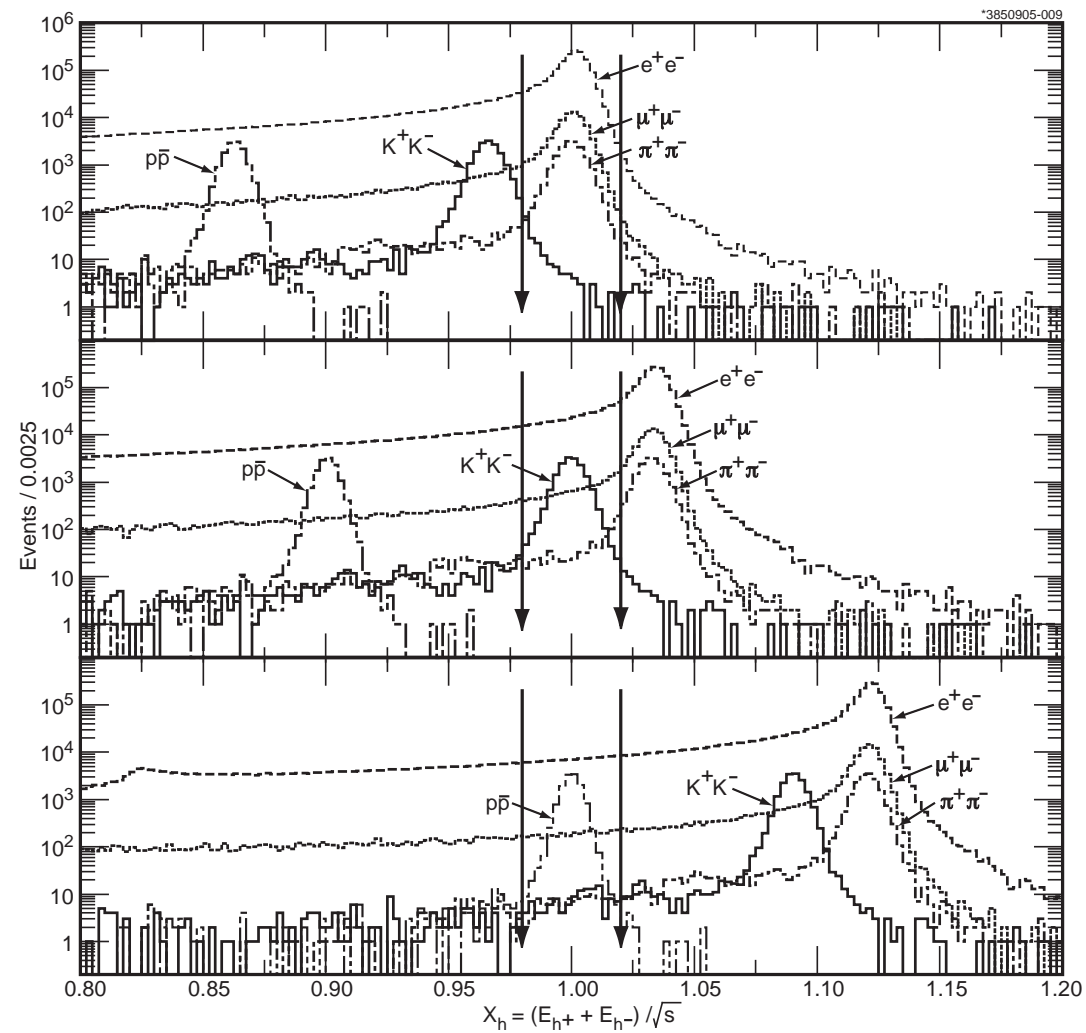 *3850905-009
10⁶
10⁵
10⁴
10³
10²
10
1
e⁺e⁻
μ⁺μ⁻
π⁺π⁻
K⁺K⁻
pp̅
Events / 0.0025
10⁵
10⁴
10³
10²
10
1
e⁺e⁻
μ⁺μ⁻
π⁺π⁻
K⁺K⁻
pp̅
10⁵
10⁴
10³
10²
10
1
e⁺e⁻
μ⁺μ⁻
π⁺π⁻
K⁺K⁻
pp̅
0.80 0.85 0.90 0.95 1.00 1.05 1.10 1.15 1.20
X_h = (E_h+ + E_h−) /√s